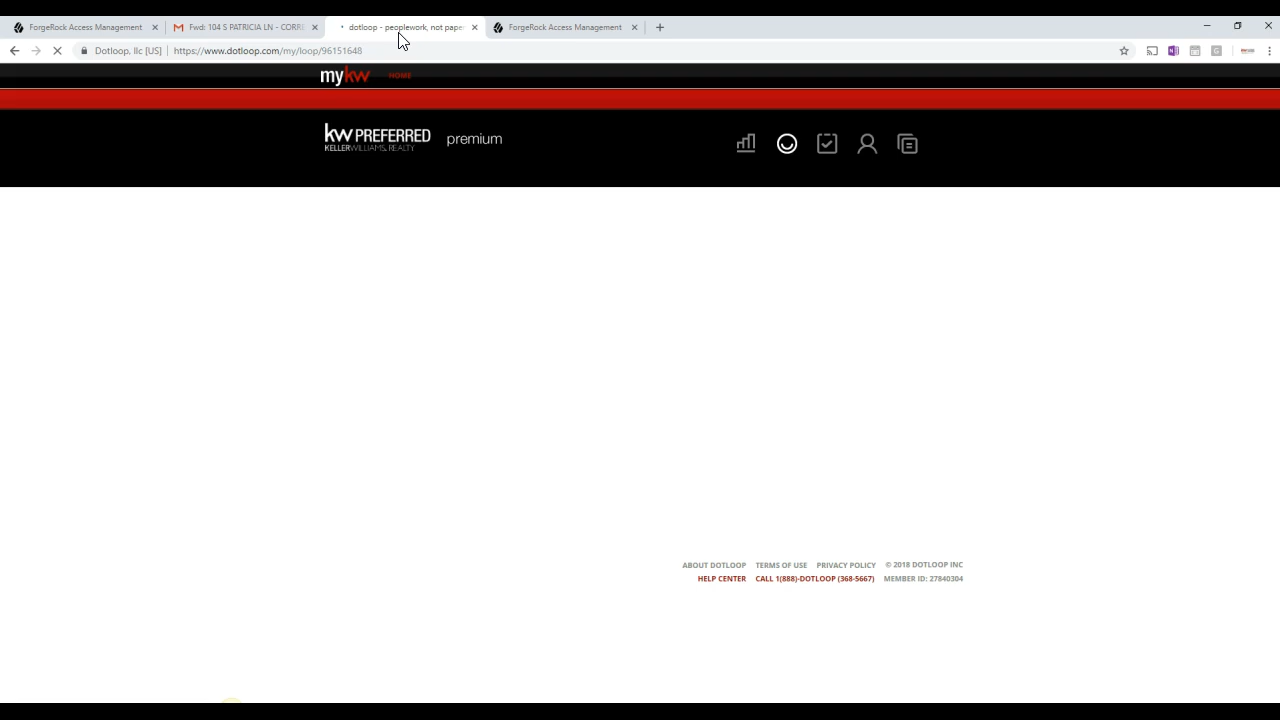 ForgeRock Access Management
Fwd: 104 S PATRICIA LN - CORRE
dotloop - peoplework, not pape
ForgeRock Access Management
Dotloop, llc [US]
https://www.dotloop.com/my/loop/96151648
mykw HOME
kw PREFERRED
KELLERWILLIAMS. REALTY
premium
ABOUT DOTLOOP TERMS OF USE PRIVACY POLICY © 2018 DOTLOOP INC
HELP CENTER CALL 1(888)-DOTLOOP (368-5667) MEMBER ID: 27840304